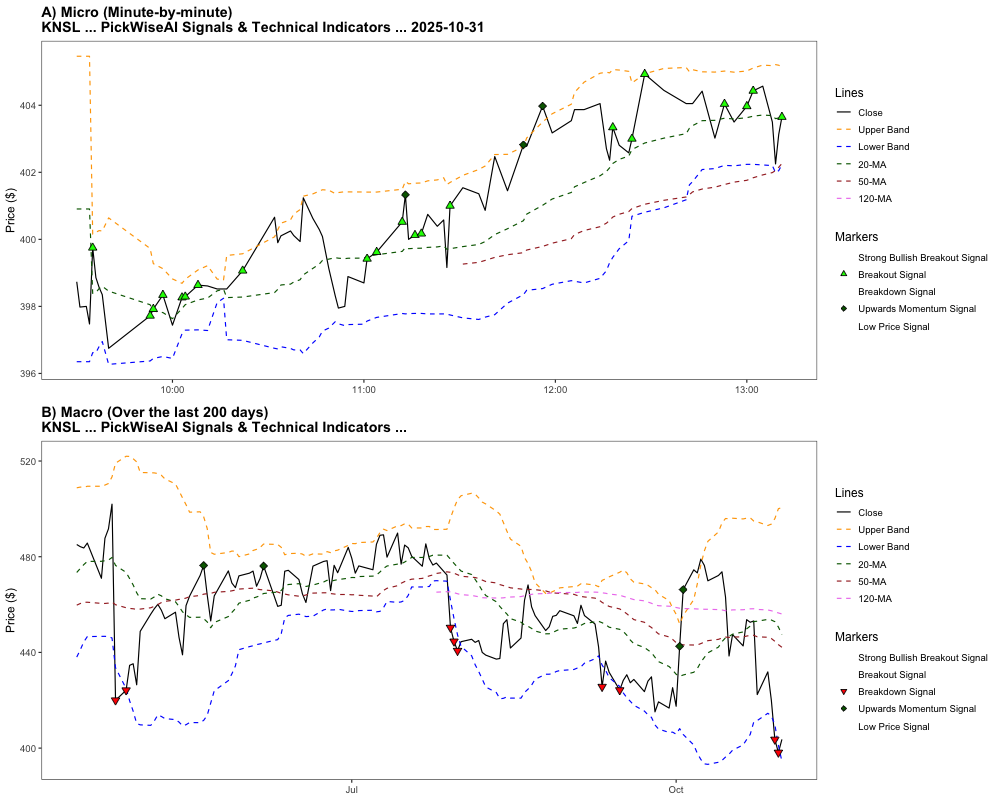 A) Micro (Minute-by-minute)
KNSL ... PickWiseAI Signals & Technical Indicators ... 2025-10-31
Price ($)
404
402
400
398
396
10:00
11:00
12:00
13:00
Lines
Close
Upper Band
Lower Band
20-MA
50-MA
120-MA
Markers
Strong Bullish Breakout Signal
Breakout Signal
Breakdown Signal
Upwards Momentum Signal
Low Price Signal
B) Macro (Over the last 200 days)
KNSL ... PickWiseAI Signals & Technical Indicators ...
Price ($)
520
480
440
400
Jul
Oct
Lines
Close
Upper Band
Lower Band
20-MA
50-MA
120-MA
Markers
Strong Bullish Breakout Signal
Breakout Signal
Breakdown Signal
Upwards Momentum Signal
Low Price Signal